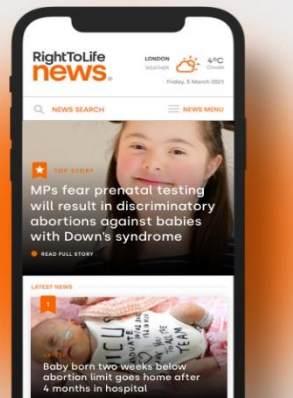 RightToLife
news.
LONDON
WEATHER
4°C
Friday, 5 March 2021
NEWS SEARCH
NEWS MENU
TOP STORY
MPs fear prenatal testing
will result in discriminatory
abortions against babies
with Down's syndrome
READ FULL STORY
LATEST NEWS
1
Baby born two weeks below
abortion limit goes home after
4 months in hospital